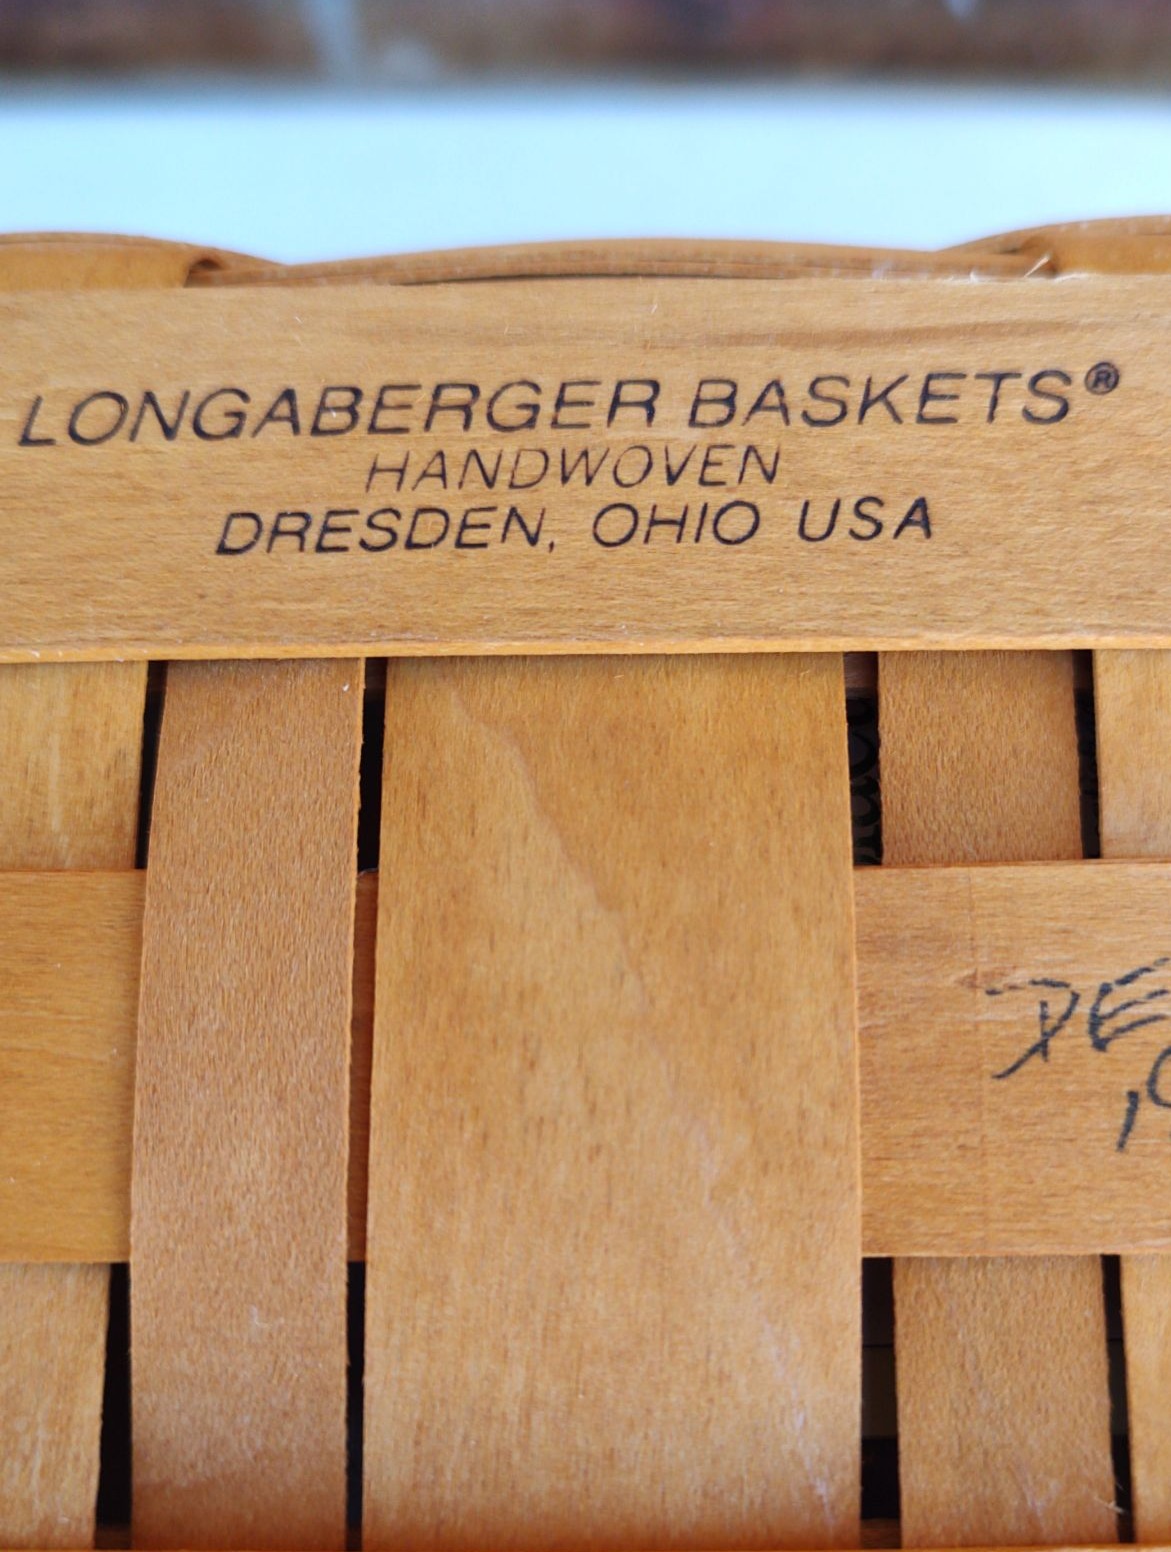 LONGABERGER BASKETS®
HANDWOVEN
DRESDEN, OHIO USA